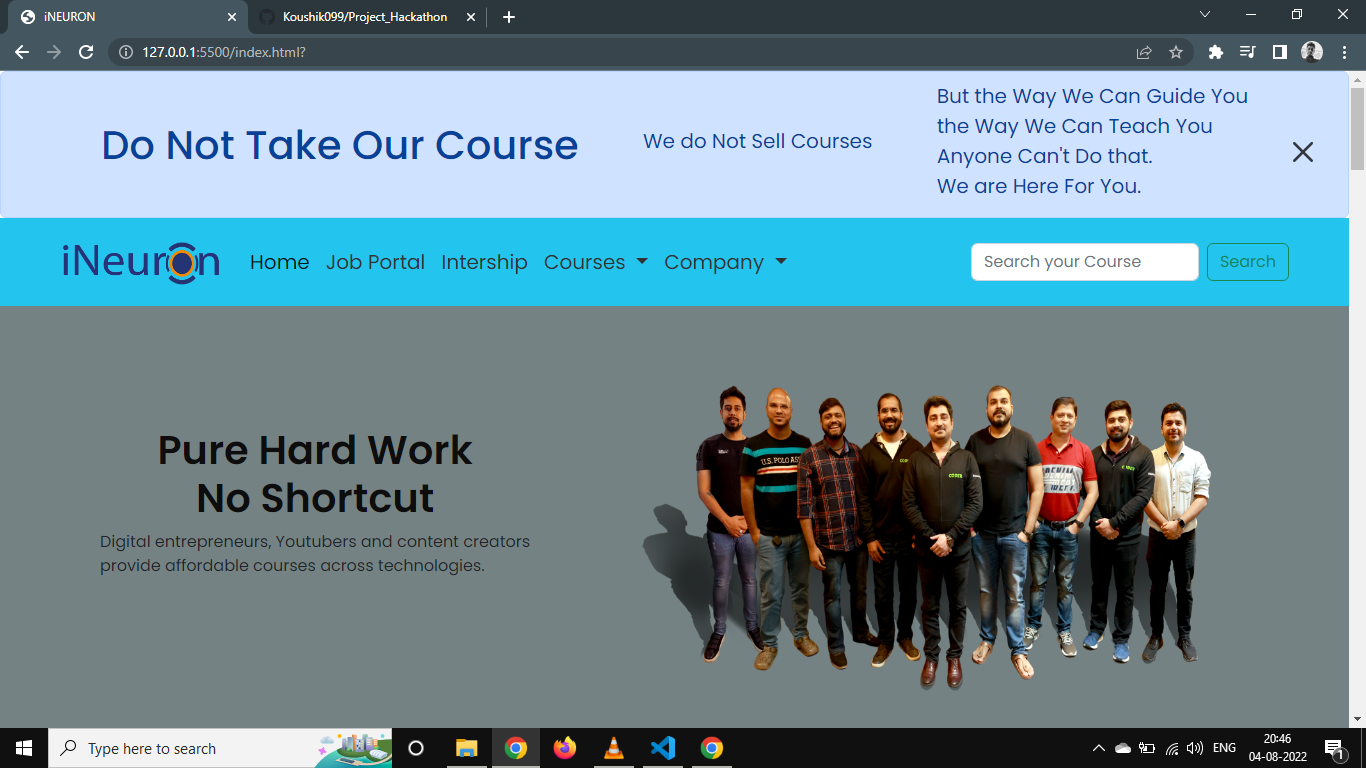 iNEURON
Koushik099/Project_Hackathon
127.0.0.1:5500/index.html?
Do Not Take Our Course
We do Not Sell Courses
But the Way We Can Guide You
the Way We Can Teach You
Anyone Can't Do that.
We are Here For You.
iNeuron
Home
Job Portal
Intership
Courses
Company
Search your Course
Search
Pure Hard Work
No Shortcut
Digital entrepreneurs, Youtubers and content creators
provide affordable courses across technologies.
U.S. POLO
Type here to search
ENG
20:46
04-08-2022
1